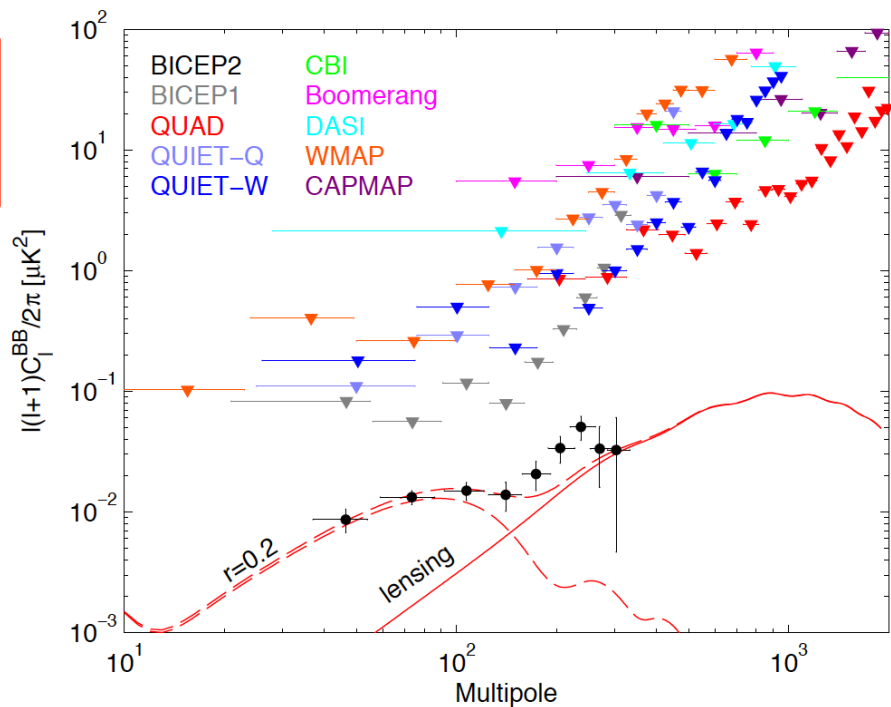 l(l+1)C_l^BB/2π [μK²]
10²
10¹
10⁰
10⁻¹
10⁻²
10⁻³
BICEP2
BICEP1
QUAD
QUIET-Q
QUIET-W
CBI
Boomerang
DASI
WMAP
CAPMAP
r=0.2
lensing
10¹
10²
10³
Multipole